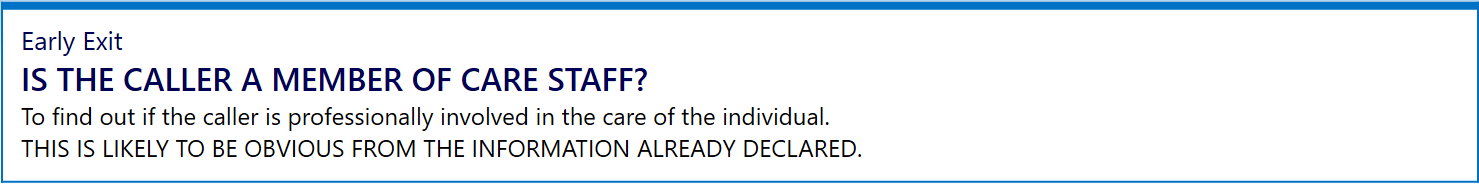 Early Exit
IS THE CALLER A MEMBER OF CARE STAFF?
To find out if the caller is professionally involved in the care of the individual.
THIS IS LIKELY TO BE OBVIOUS FROM THE INFORMATION ALREADY DECLARED.